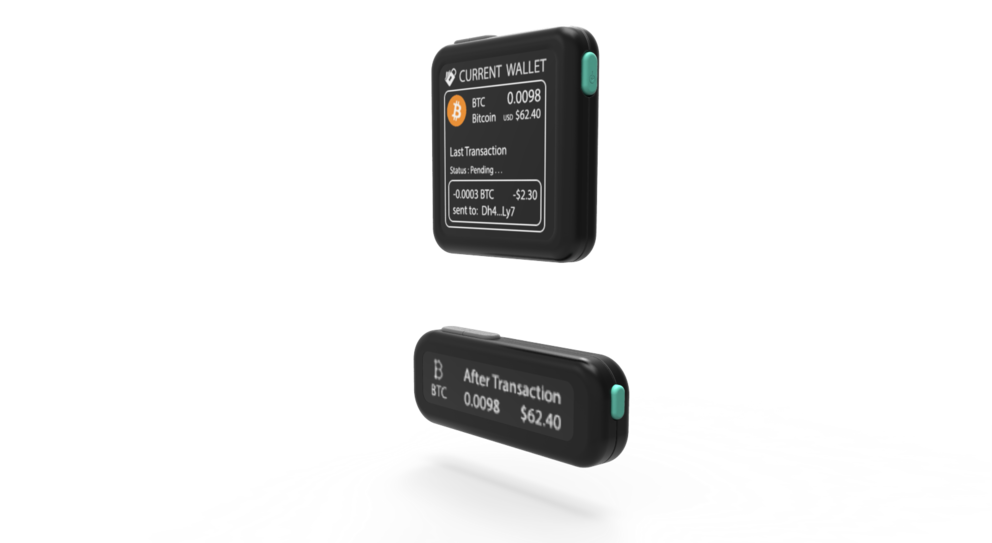 CURRENT WALLET
BTC 0.0098
Bitcoin USD $62.40
Last Transaction
Status : Pending . . .
-0.0003 BTC -$2.30
sent to: Dh4...Ly7
After Transaction
BTC 0.0098 $62.40